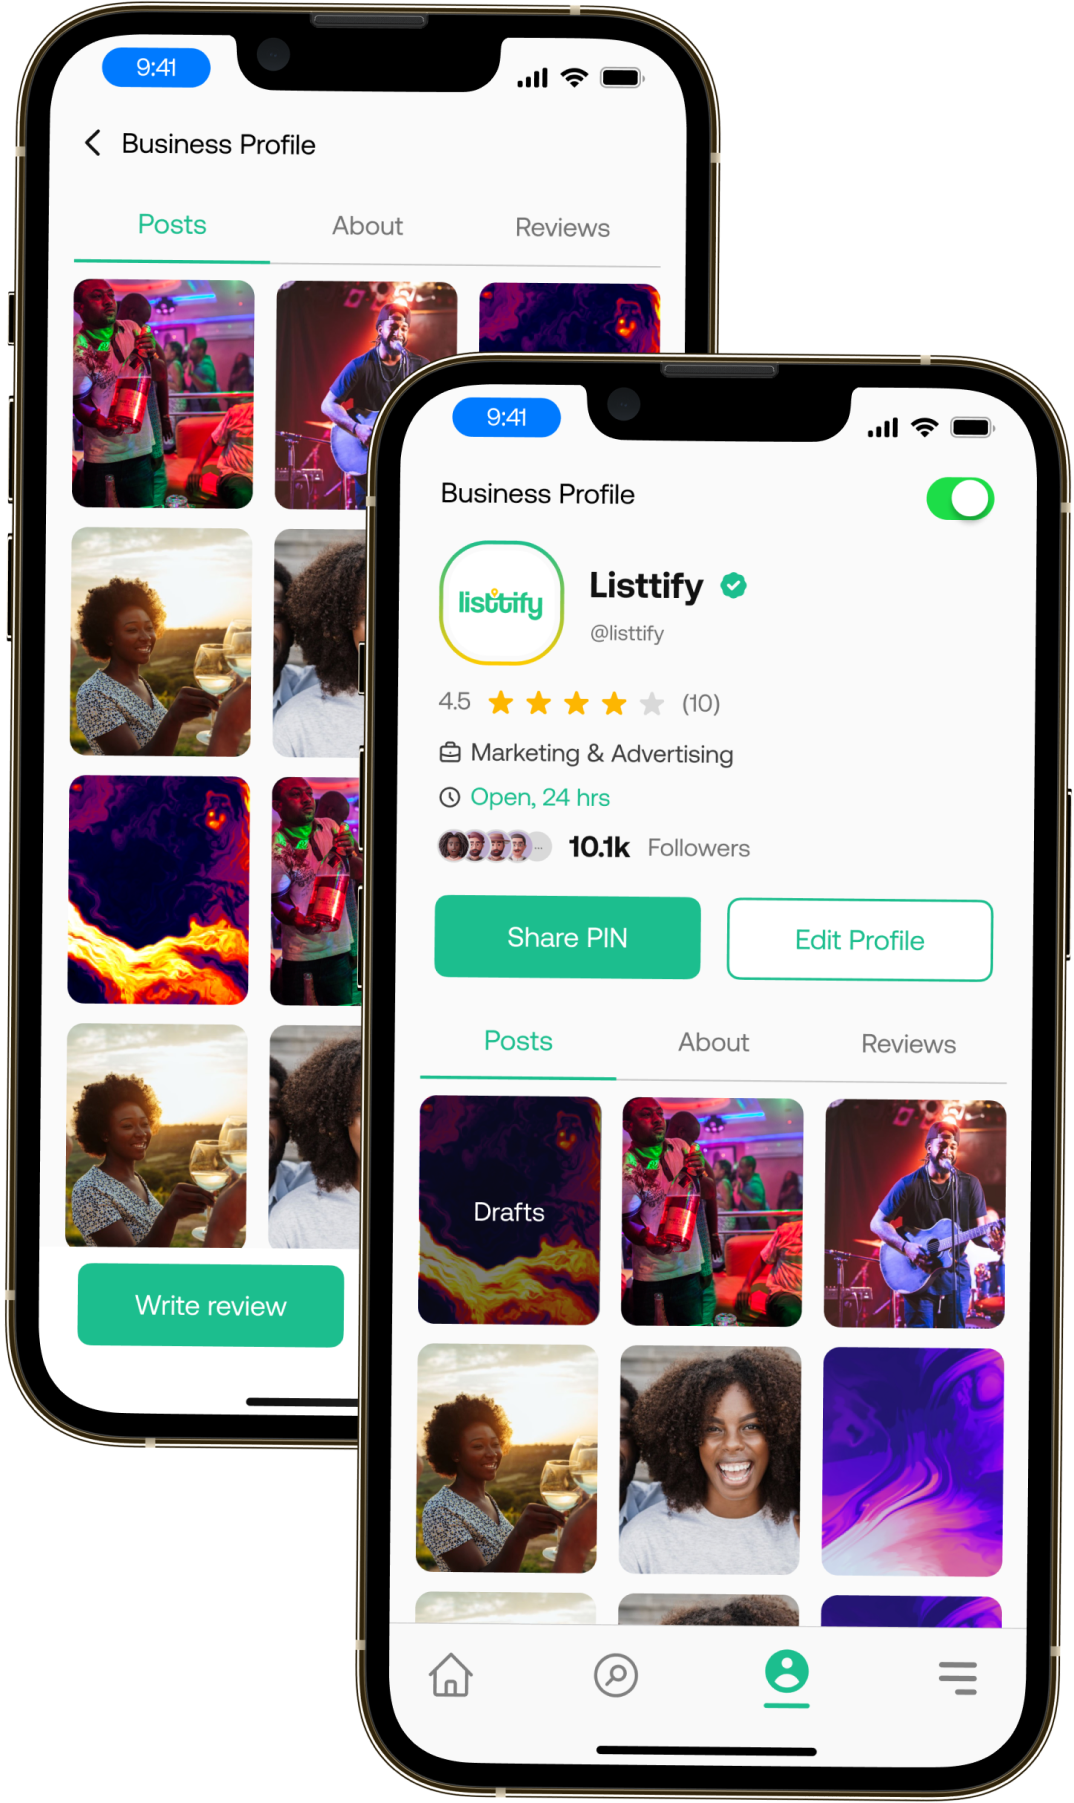 9:41
Business Profile
Posts About Reviews
Write review
9:41
Business Profile
listtify
Listtify
@listtify
4.5 (10)
Marketing & Advertising
Open, 24 hrs
... 10.1k Followers
Share PIN Edit Profile
Posts About Reviews
Drafts